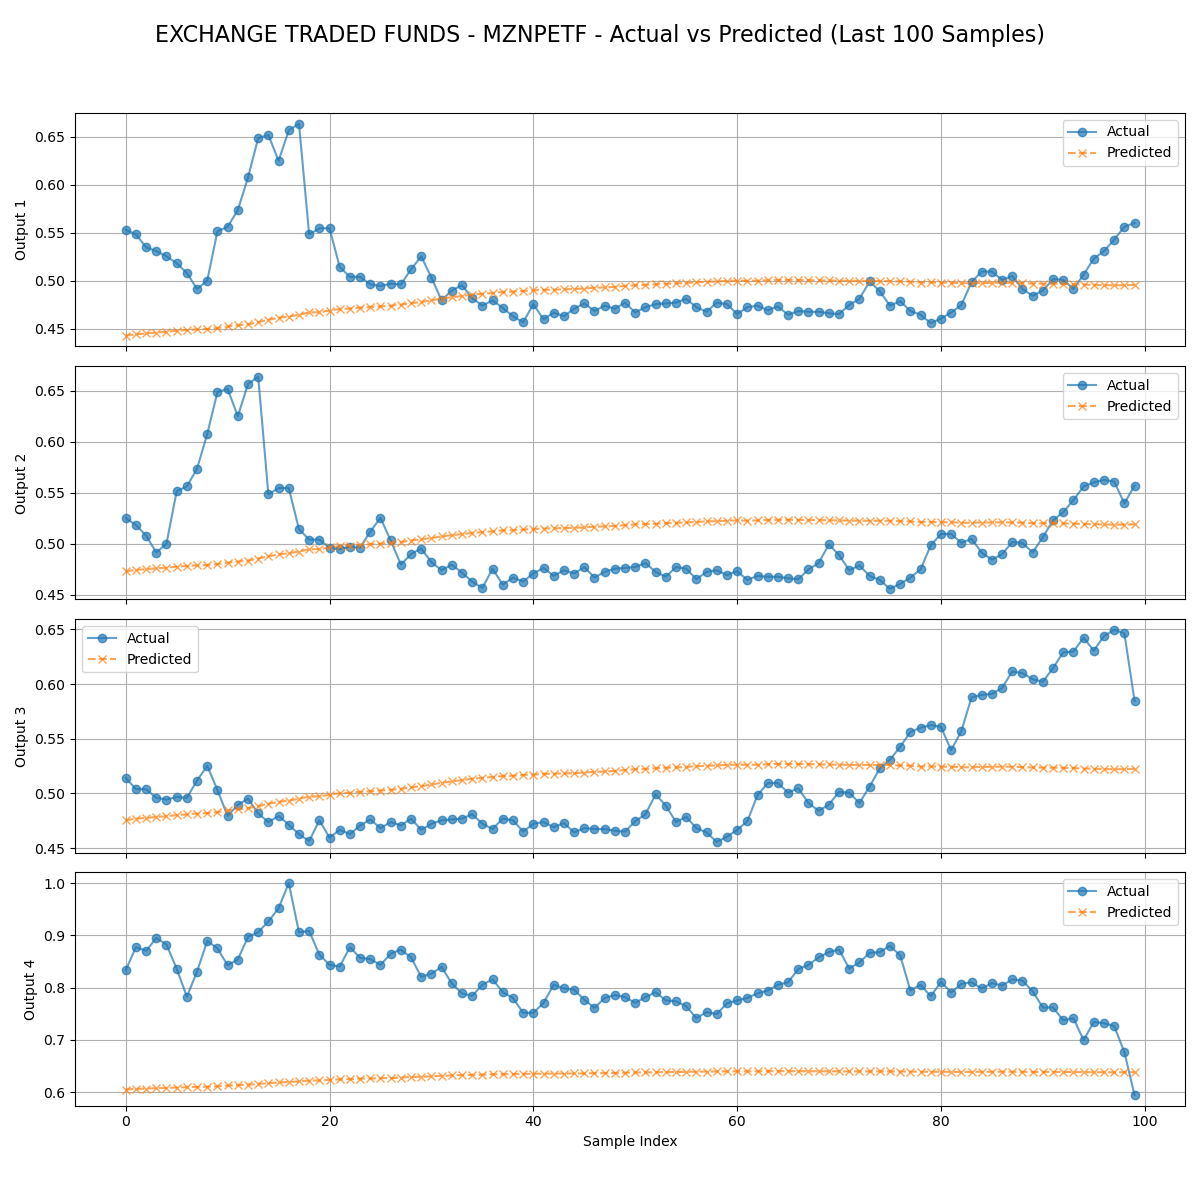 EXCHANGE TRADED FUNDS - MZNPETF - Actual vs Predicted (Last 100 Samples)
Output 1
0.65
0.60
0.55
0.50
0.45
Actual
Predicted
Output 2
0.65
0.60
0.55
0.50
0.45
Actual
Predicted
Output 3
0.65
0.60
0.55
0.50
0.45
Actual
Predicted
Output 4
1.0
0.9
0.8
0.7
0.6
Actual
Predicted
0 20 40 60 80 100
Sample Index